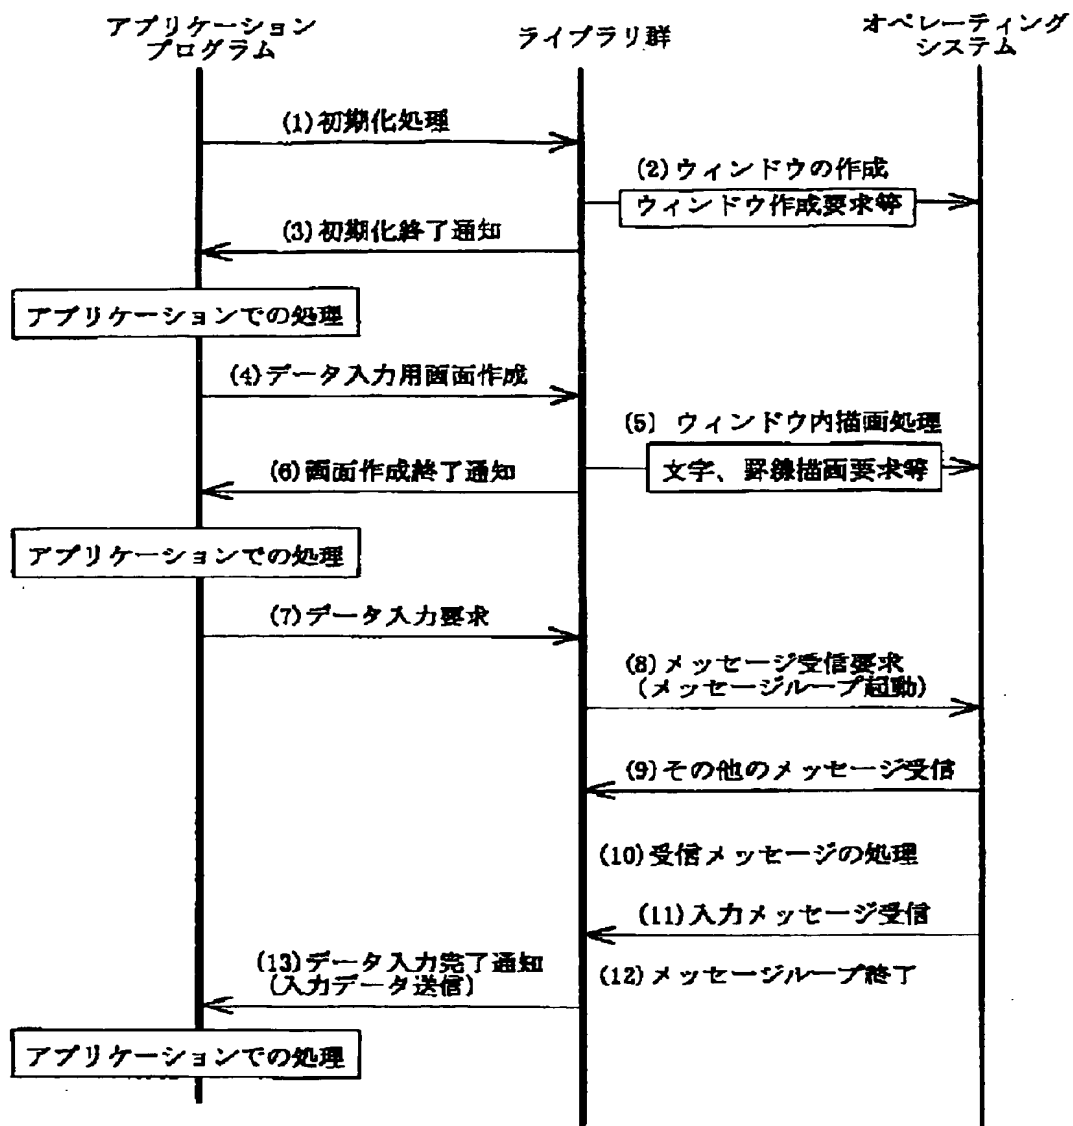 アプリケーション
プログラム
ライブラリ群
オペレーティング
システム
(1)初期化処理
(2)ウィンドウの作成
ウィンドウ作成要求等
(3)初期化終了通知
アプリケーションでの処理
(4)データ入力用画面作成
(5) ウィンドウ内描画処理
文字、罫線描画要求等
(6)画面作成終了通知
アプリケーションでの処理
(7)データ入力要求
(8)メッセージ受信要求
(メッセージループ起動)
(9)その他のメッセージ受信
(10)受信メッセージの処理
(11)入力メッセージ受信
(12)メッセージループ終了
(13)データ入力完了通知
(入力データ送信)
アプリケーションでの処理